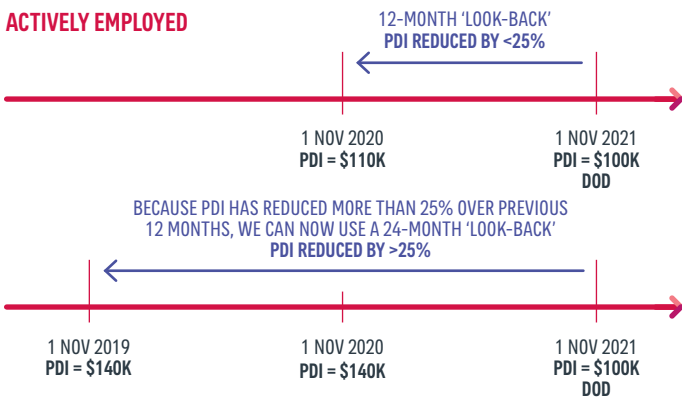 ACTIVELY EMPLOYED
12-MONTH ‘LOOK-BACK’
PDI REDUCED BY <25%
1 NOV 2020
PDI = $110K
1 NOV 2021
PDI = $100K
DOD
BECAUSE PDI HAS REDUCED MORE THAN 25% OVER PREVIOUS
12 MONTHS, WE CAN NOW USE A 24-MONTH ‘LOOK-BACK’
PDI REDUCED BY >25%
1 NOV 2019
PDI = $140K
1 NOV 2020
PDI = $140K
1 NOV 2021
PDI = $100K
DOD